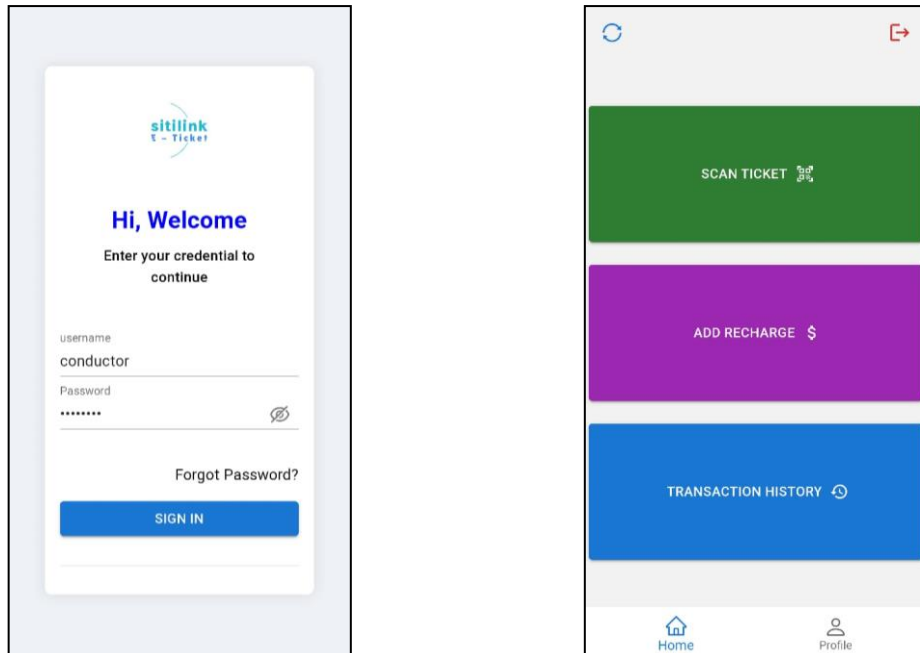 sitilink
ε - Ticket
Hi, Welcome
Enter your credential to
continue
username
conductor
Password
••••••••
Forgot Password?
SIGN IN
SCAN TICKET
ADD RECHARGE $
TRANSACTION HISTORY
Home
Profile